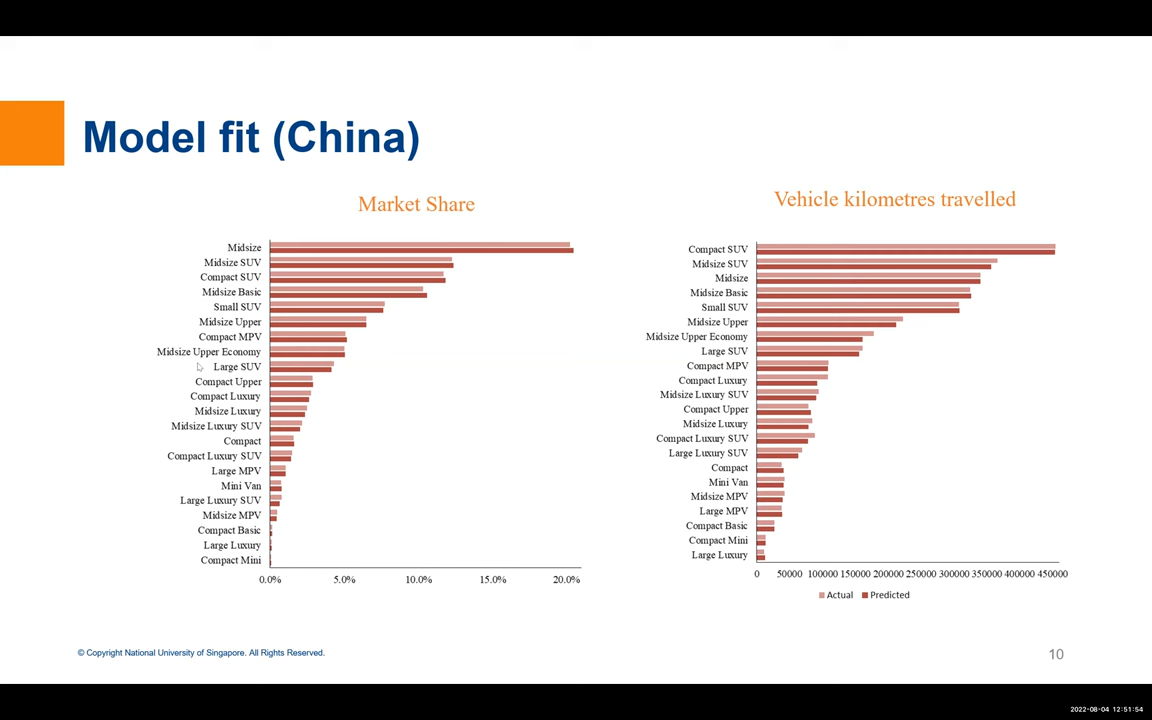 Model fit (China)
Market Share
Midsize
Midsize SUV
Compact SUV
Midsize Basic
Small SUV
Midsize Upper
Compact MPV
Midsize Upper Economy
Large SUV
Compact Upper
Compact Luxury
Midsize Luxury
Midsize Luxury SUV
Compact
Compact Luxury SUV
Large MPV
Mini Van
Large Luxury SUV
Midsize MPV
Compact Basic
Large Luxury
Compact Mini
0.0% 5.0% 10.0% 15.0% 20.0%
Vehicle kilometres travelled
Compact SUV
Midsize SUV
Midsize
Midsize Basic
Small SUV
Midsize Upper
Midsize Upper Economy
Large SUV
Compact MPV
Compact Luxury
Midsize Luxury SUV
Compact Upper
Midsize Luxury
Compact Luxury SUV
Large Luxury SUV
Compact
Mini Van
Midsize MPV
Large MPV
Compact Basic
Compact Mini
Large Luxury
0 50000 100000 150000 200000 250000 300000 350000 400000 450000
Actual Predicted
© Copyright National University of Singapore. All Rights Reserved.
10
2022-08-04 12:51:54